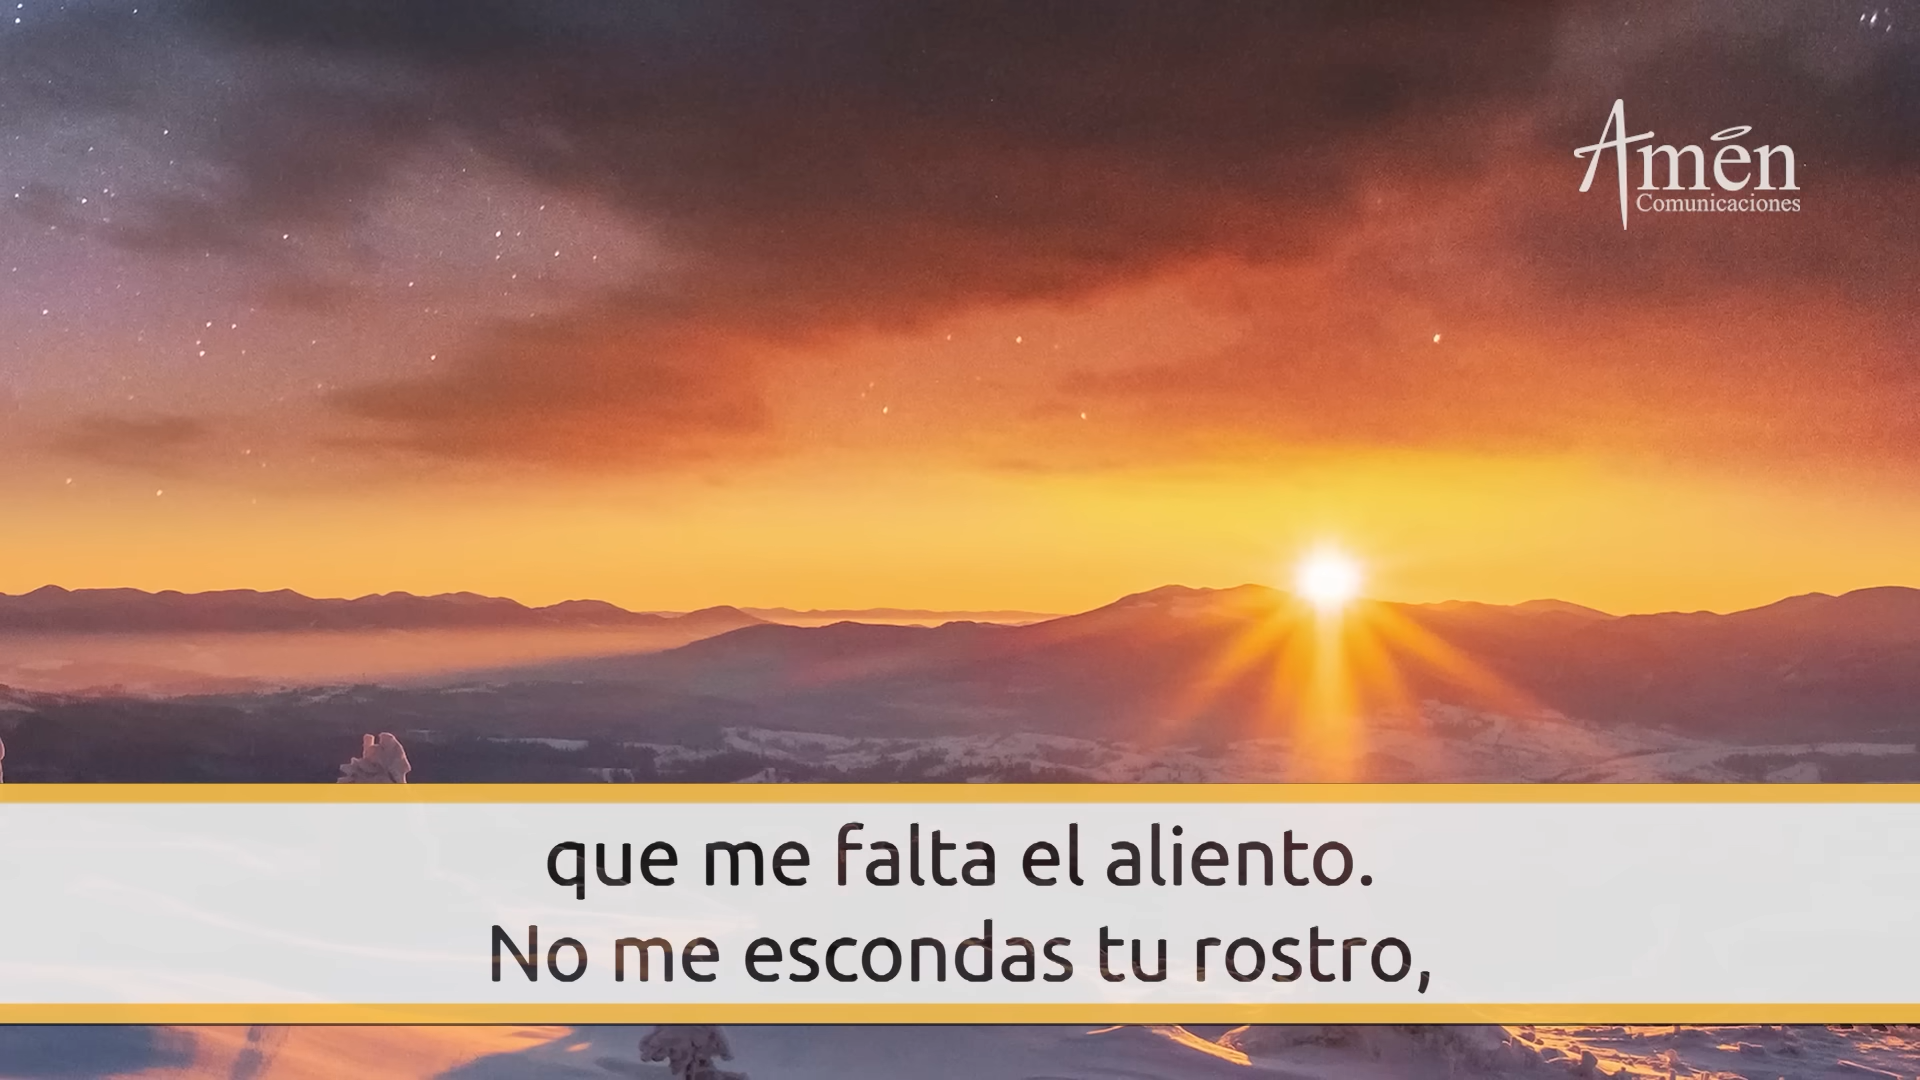 Amén
Comunicaciones
que me falta el aliento.
No me escondas tu rostro,